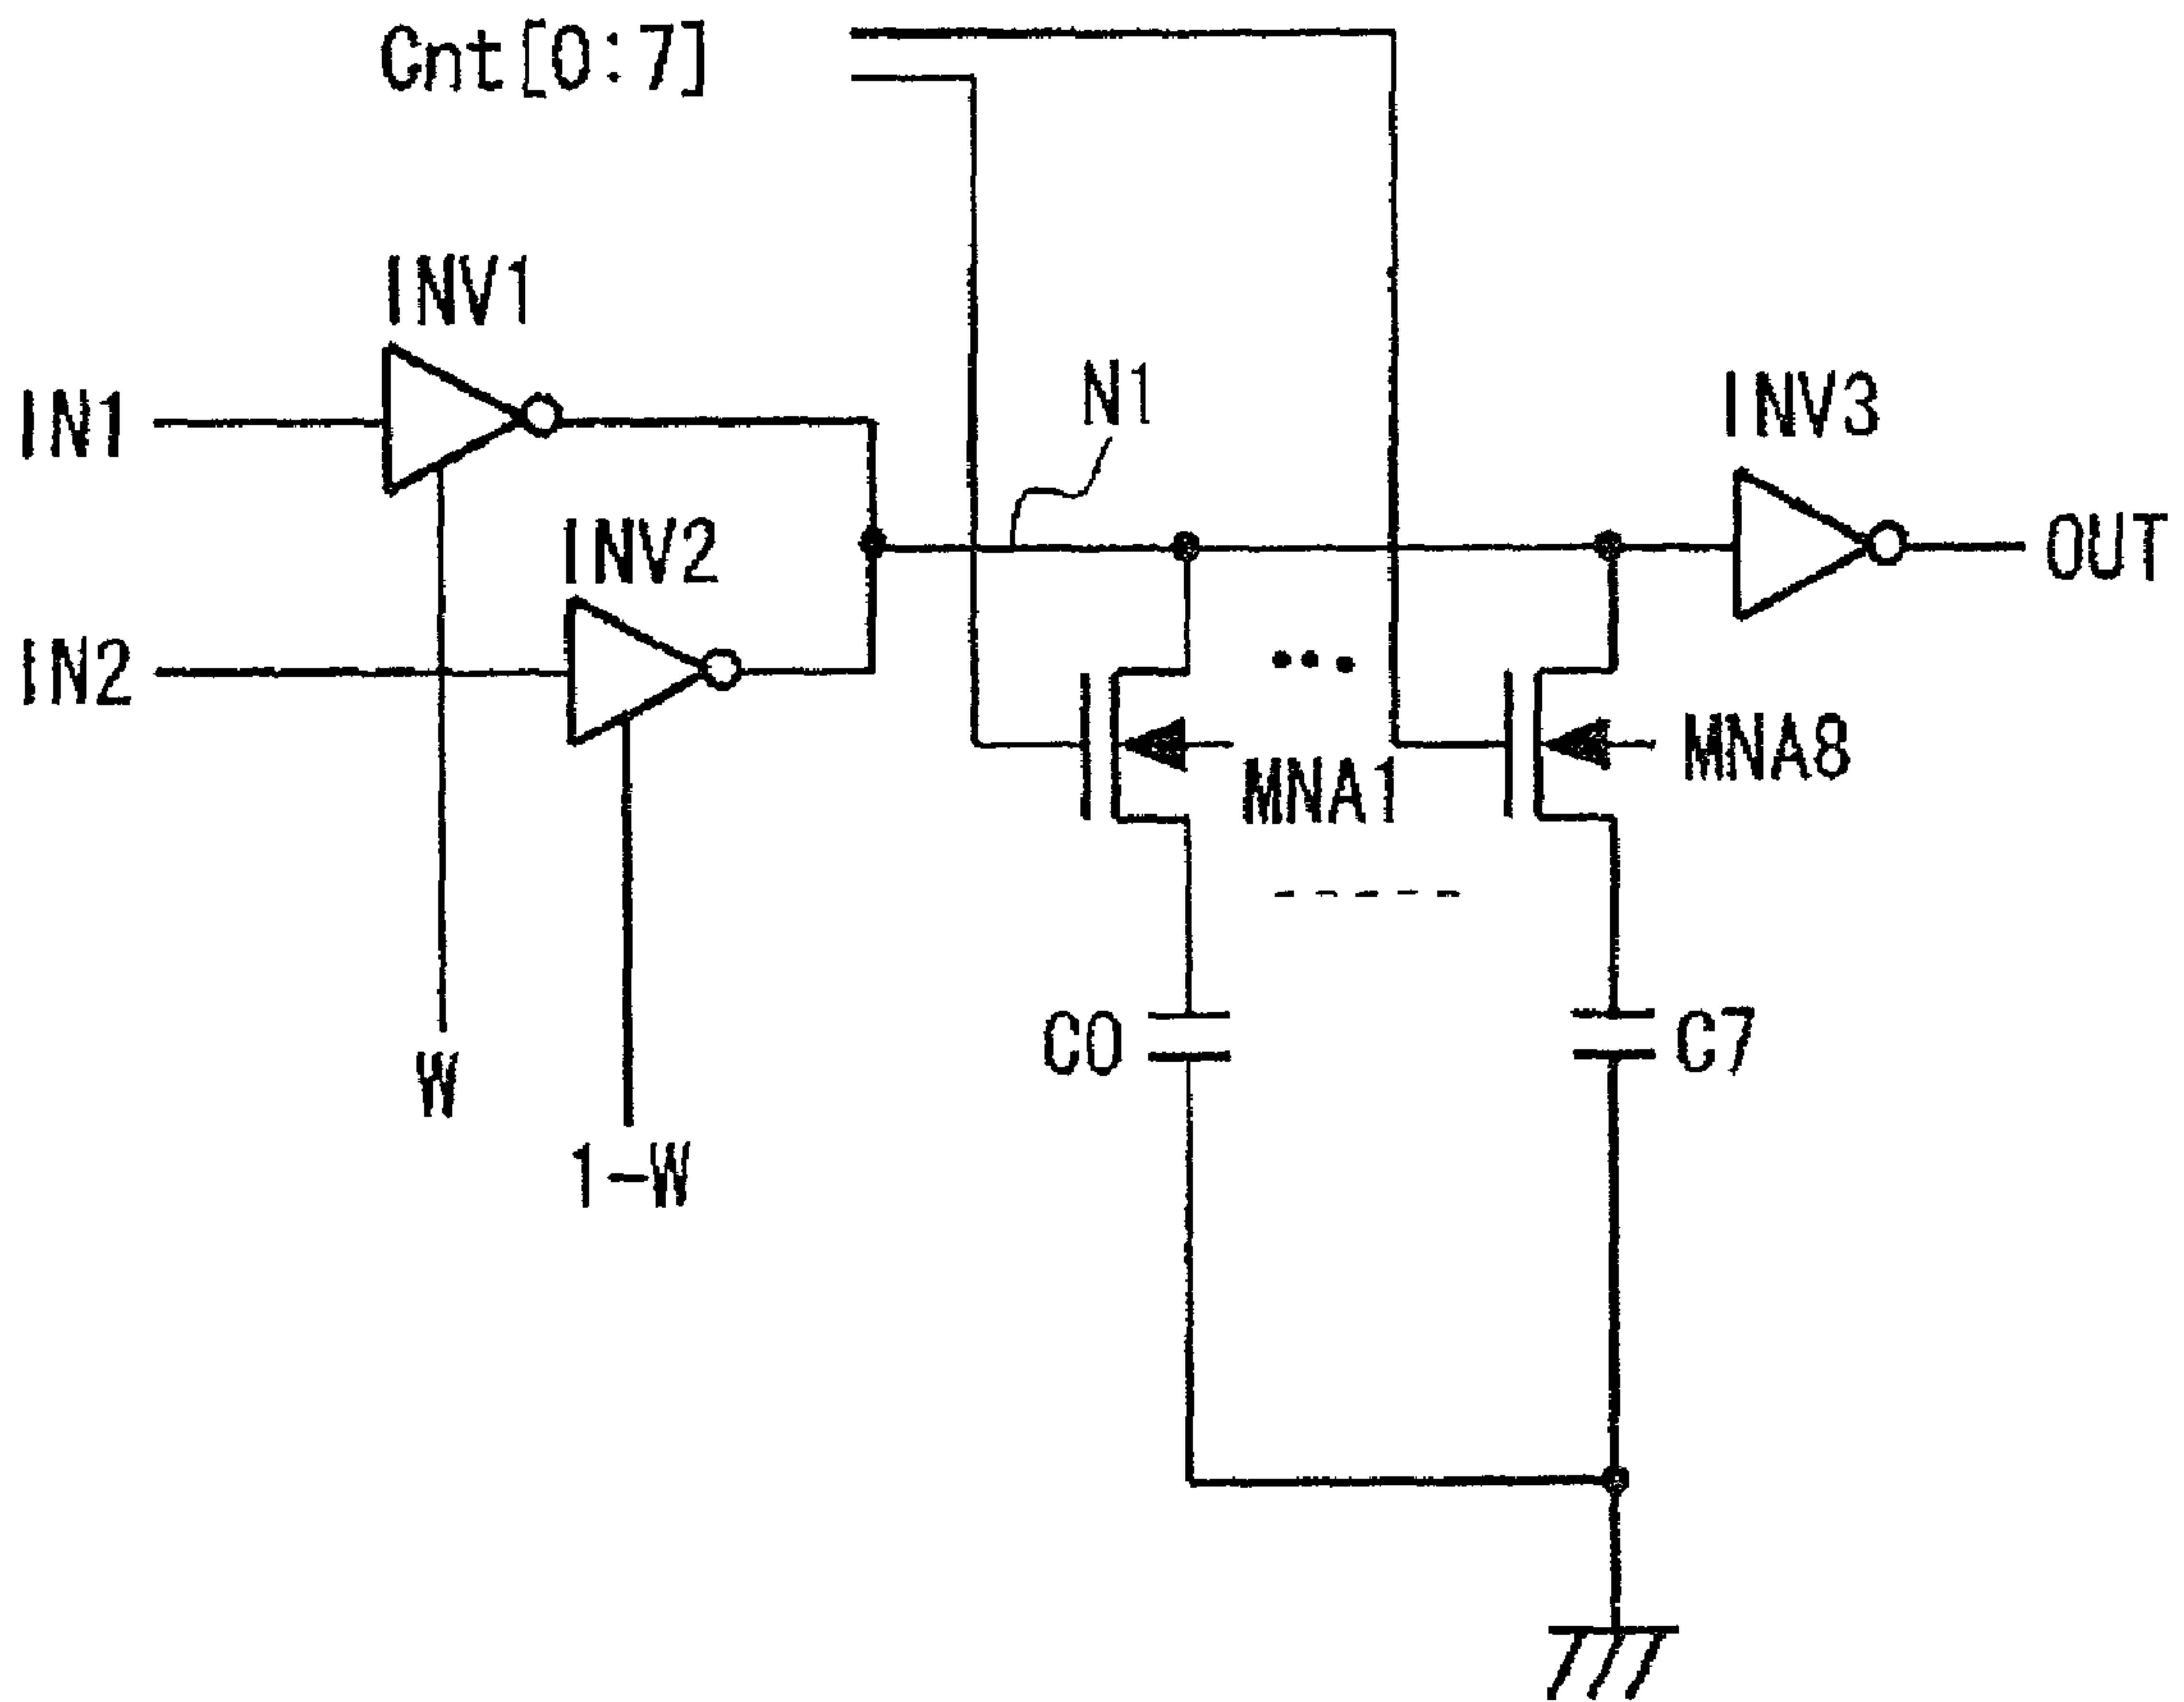 Cnt[0:7]
INV1
IN1
N1
INV3
INV2
OUT
IN2
MNA1
MNA8
C0
C7
W
1-W